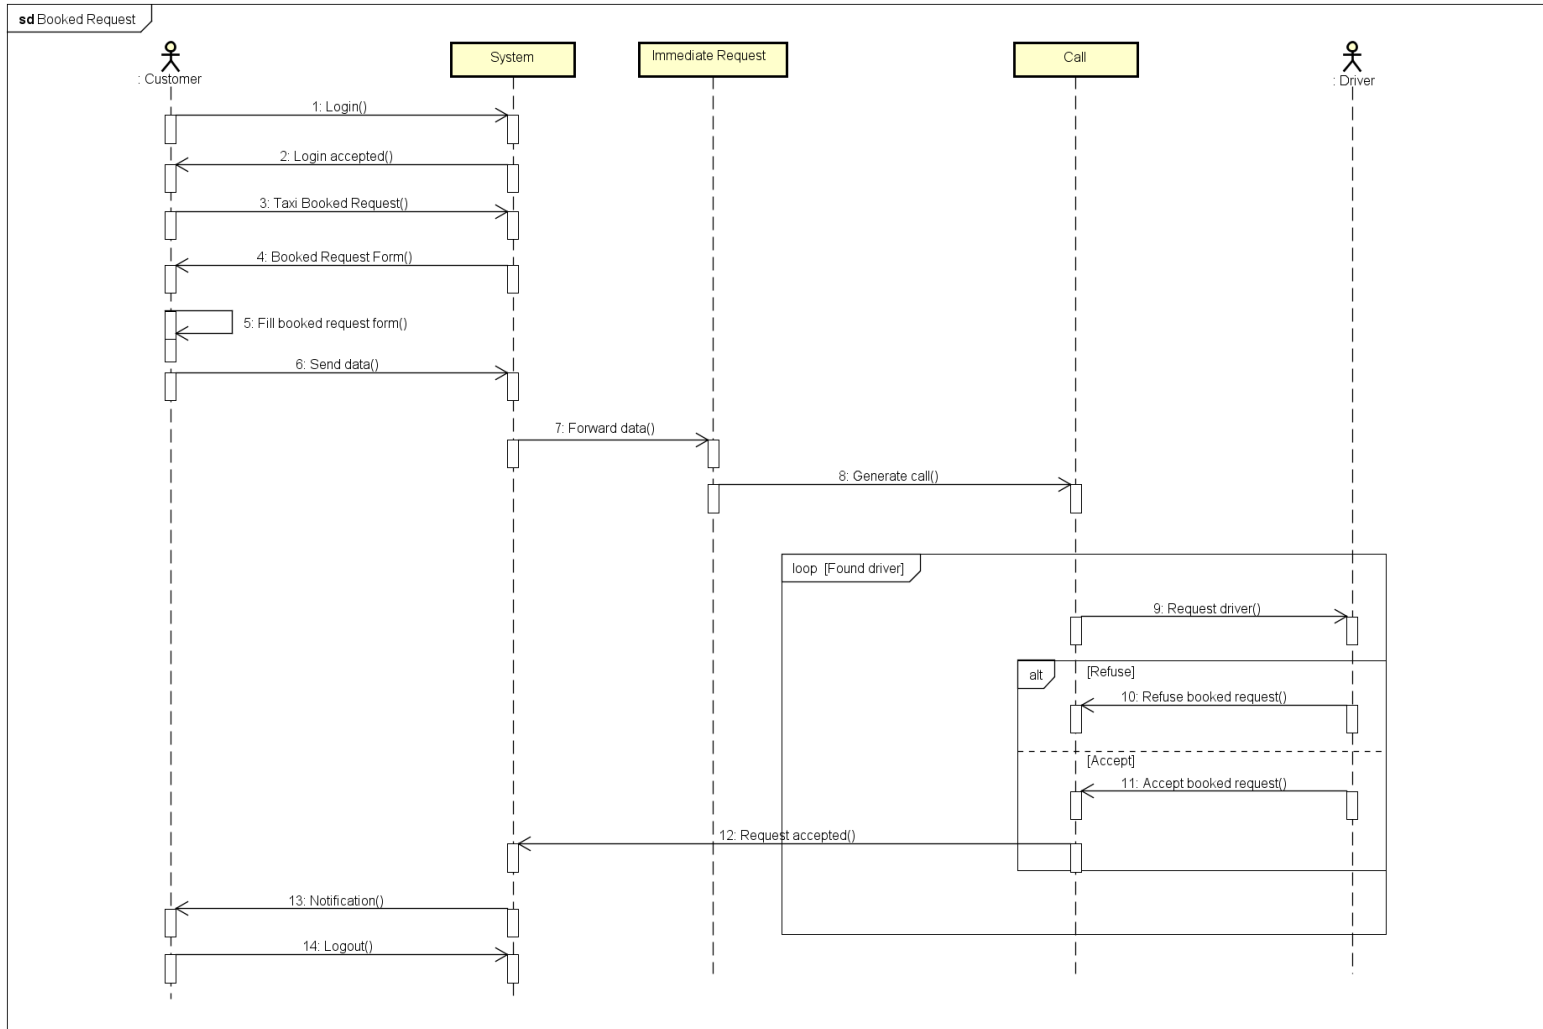 sd Booked Request
: Customer
System
Immediate Request
Call
: Driver
1: Login()
2: Login accepted()
3: Taxi Booked Request()
4: Booked Request Form()
5: Fill booked request form()
6: Send data()
7: Forward data()
8: Generate call()
loop [Found driver]
9: Request driver()
alt [Refuse]
10: Refuse booked request()
[Accept]
11: Accept booked request()
12: Request accepted()
13: Notification()
14: Logout()